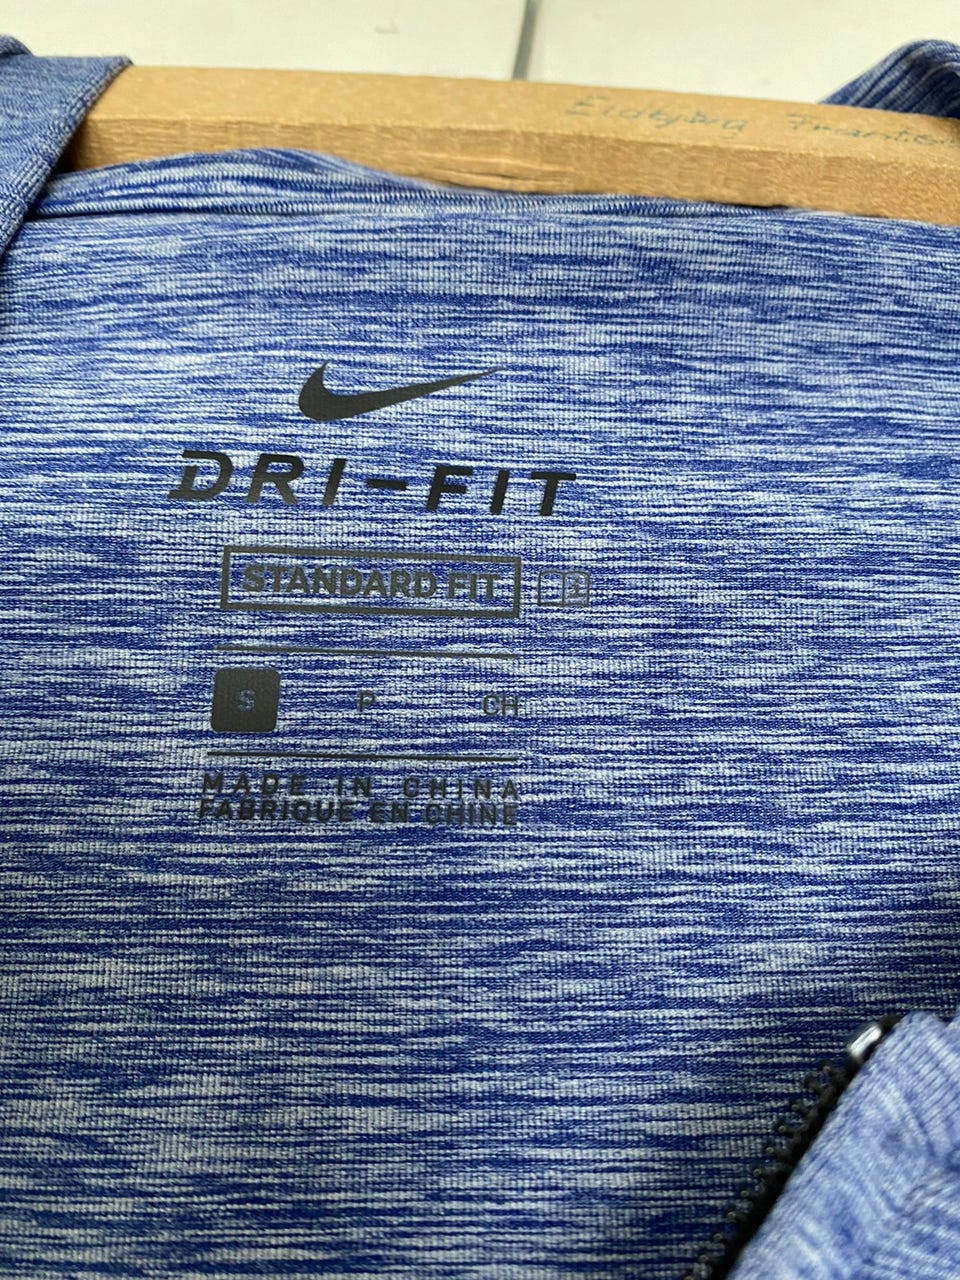 DRI-FIT
STANDARD FIT
S P CH
MADE IN CHINA
FABRIQUE EN CHINE